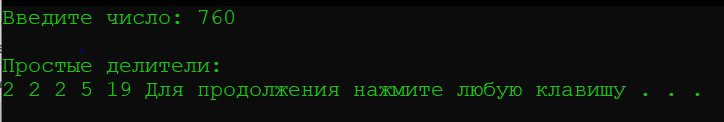 Введите число: 760
Простые делители:
2 2 2 5 19 Для продолжения нажмите любую клавишу . . .